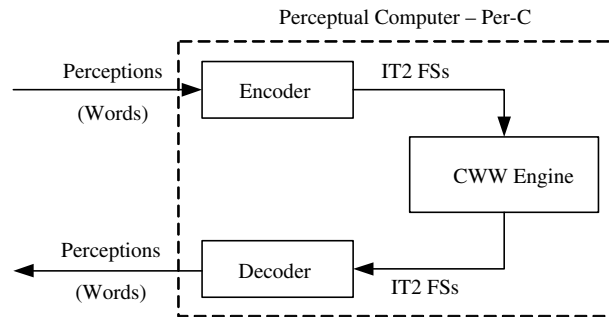 Perceptual Computer – Per-C
Perceptions
(Words)
Encoder
IT2 FSs
CWW Engine
Perceptions
(Words)
Decoder
IT2 FSs